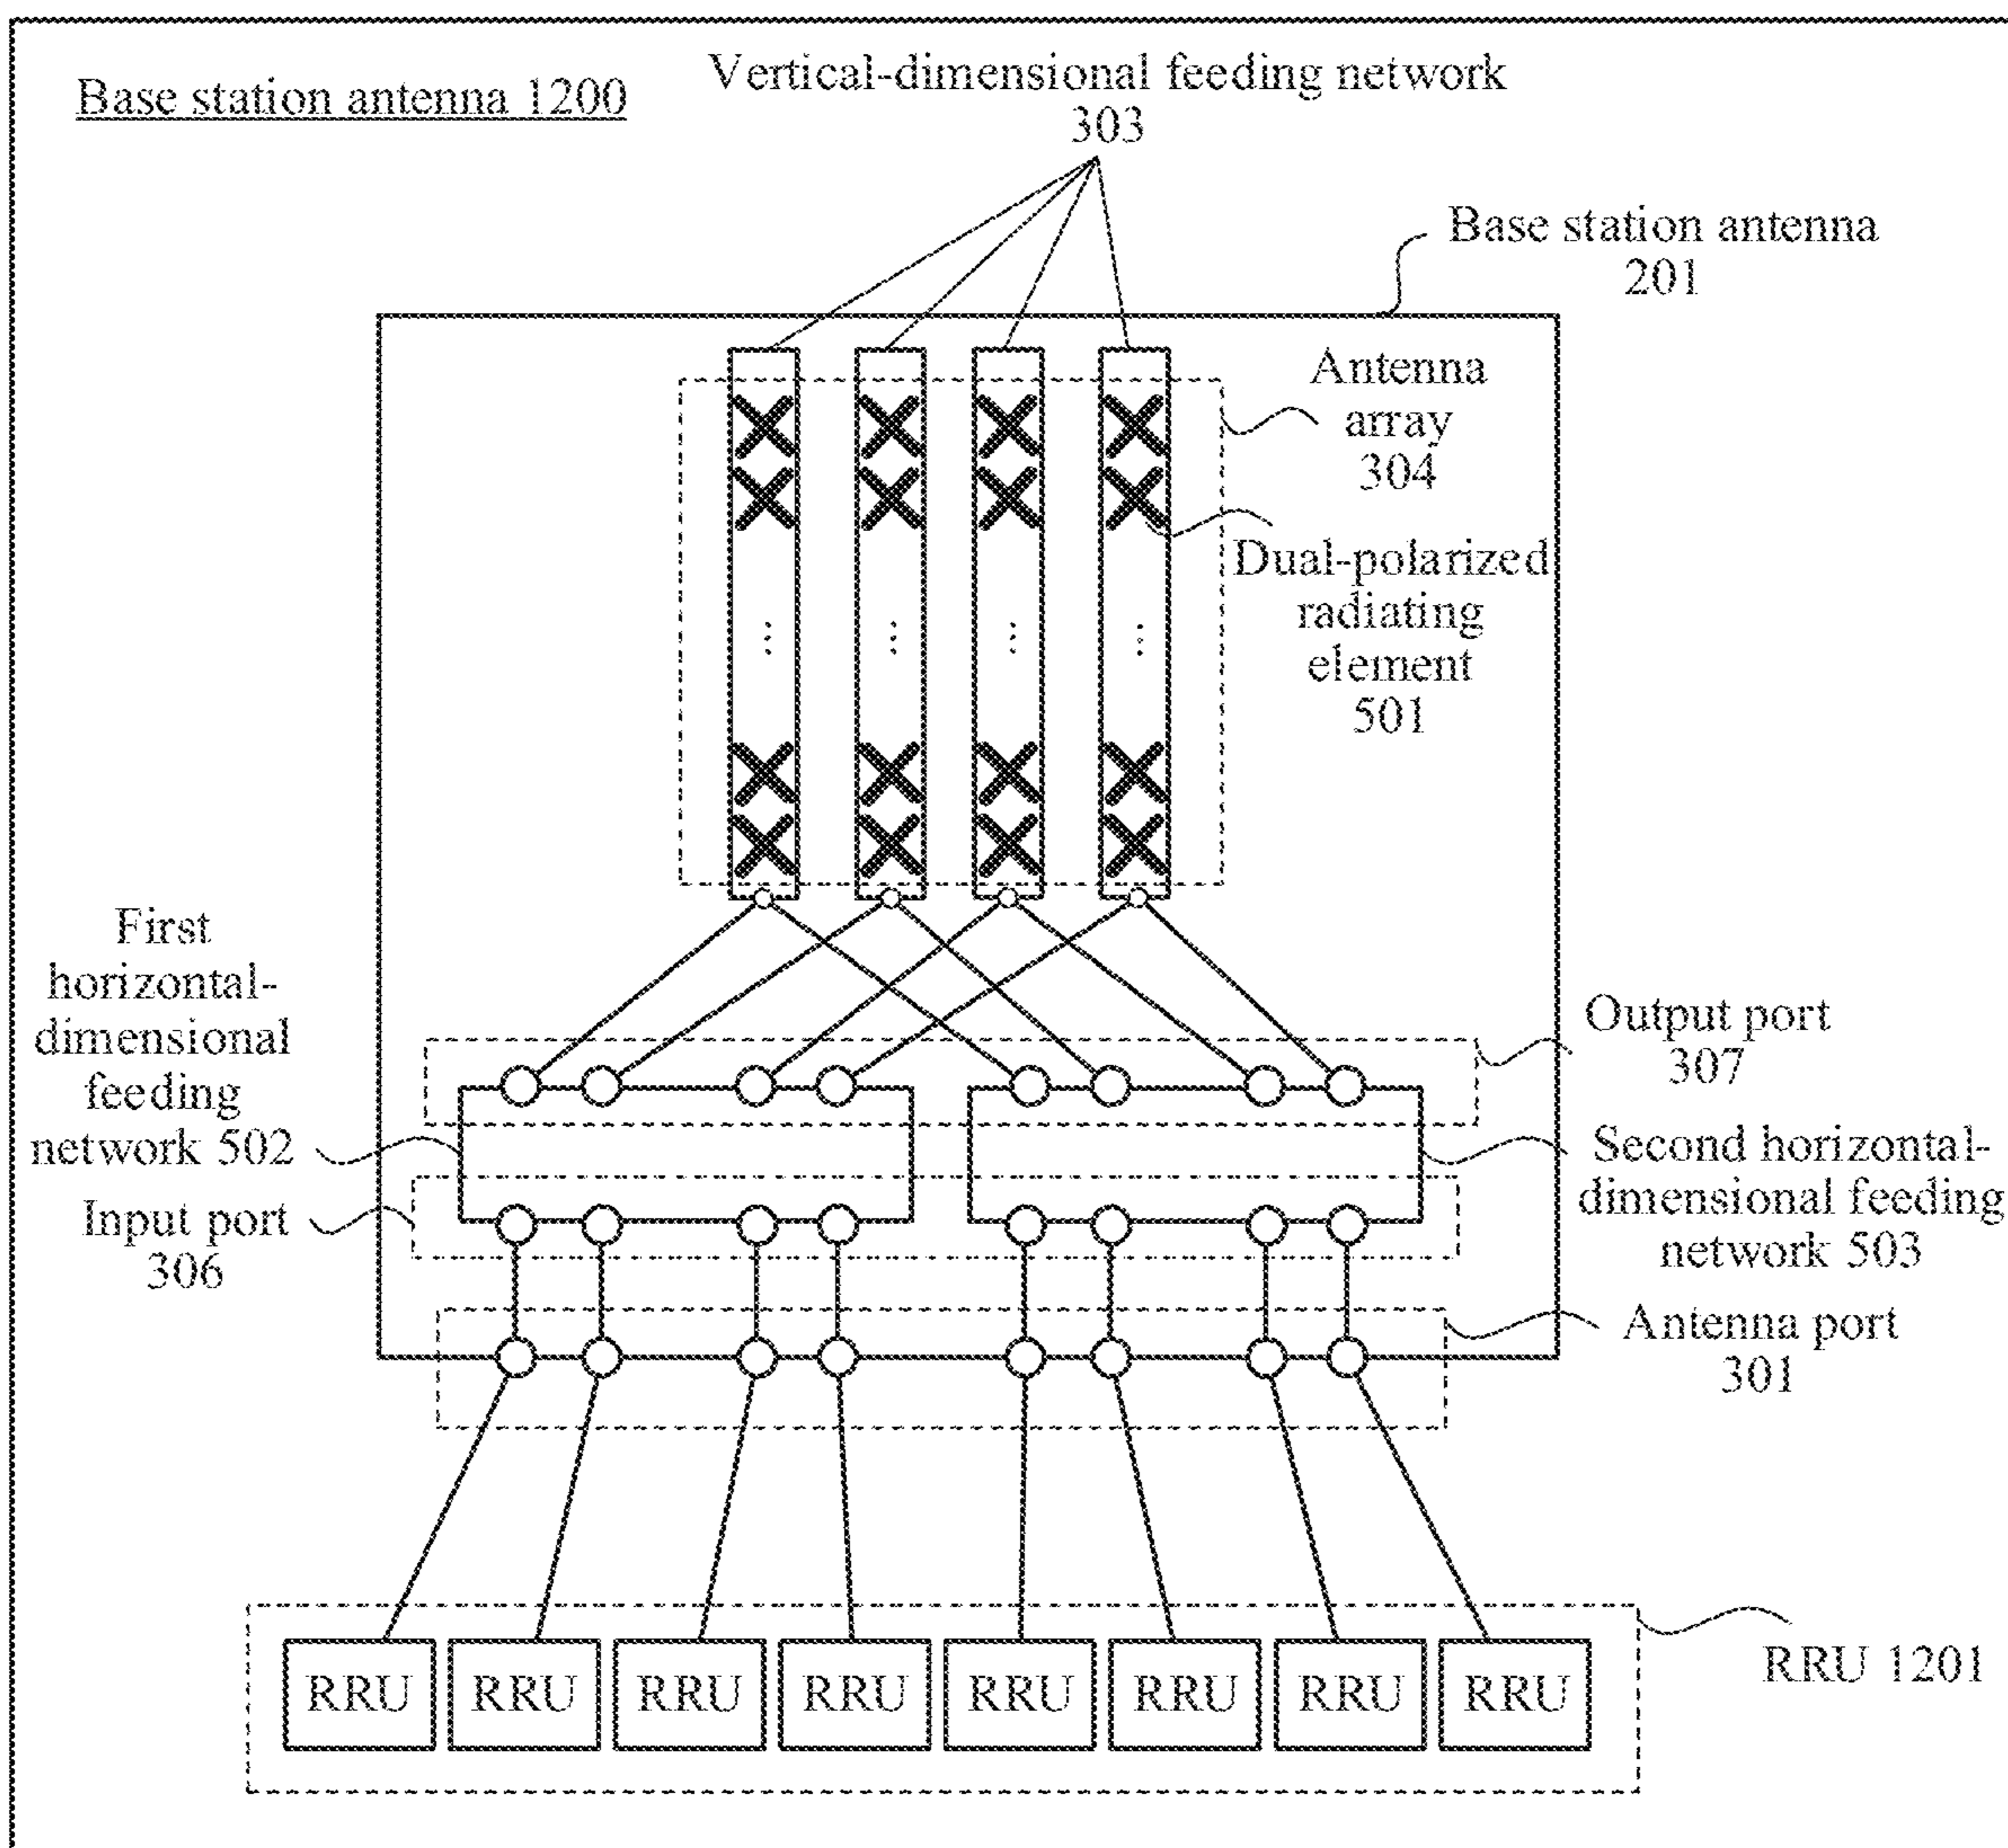 Base station antenna 1200
Vertical-dimensional feeding network
303
Base station antenna
201
Antenna
array
304
Dual-polarized
radiating
element
501
First
horizontal-
dimensional
feeding
network 502
Output port
307
Second horizontal-
dimensional feeding
network 503
Input port
306
Antenna port
301
RRU RRU RRU RRU RRU RRU RRU RRU
RRU 1201